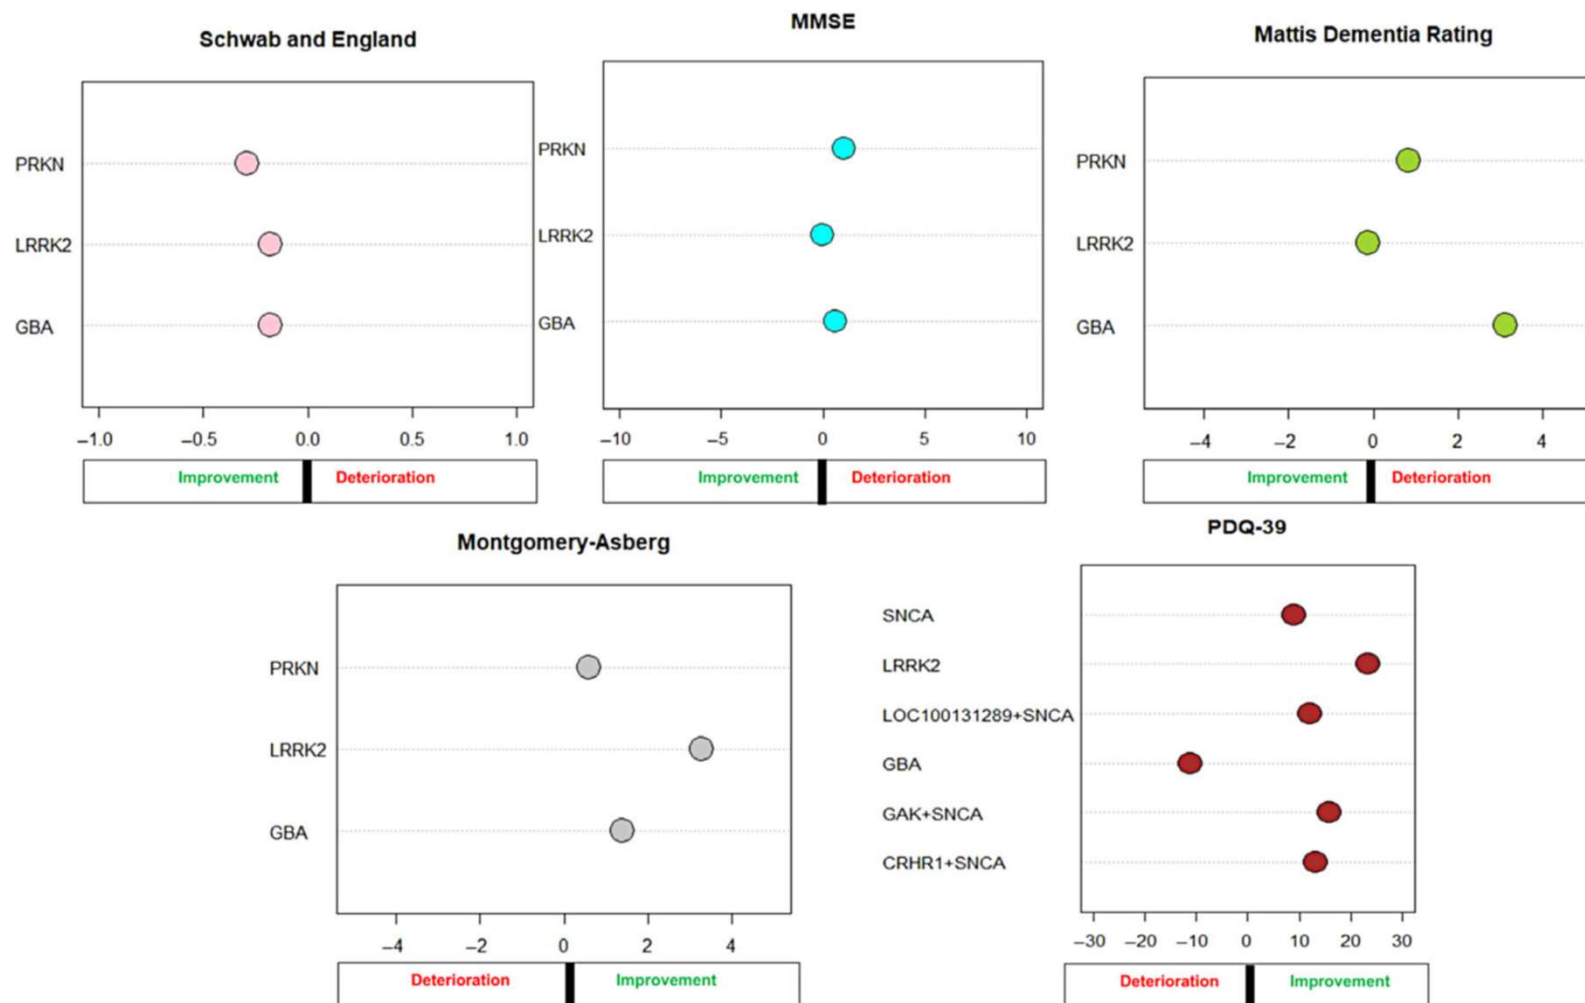 Schwab and England
PRKN
LRRK2
GBA
–1.0 –0.5 0.0 0.5 1.0
Improvement Deterioration
MMSE
PRKN
LRRK2
GBA
–10 –5 0 5 10
Improvement Deterioration
Mattis Dementia Rating
PRKN
LRRK2
GBA
–4 –2 0 2 4
Improvement Deterioration
Montgomery-Asberg
PRKN
LRRK2
GBA
–4 –2 0 2 4
Deterioration Improvement
PDQ-39
SNCA
LRRK2
LOC100131289+SNCA
GBA
GAK+SNCA
CRHR1+SNCA
–30 –20 –10 0 10 20 30
Deterioration Improvement